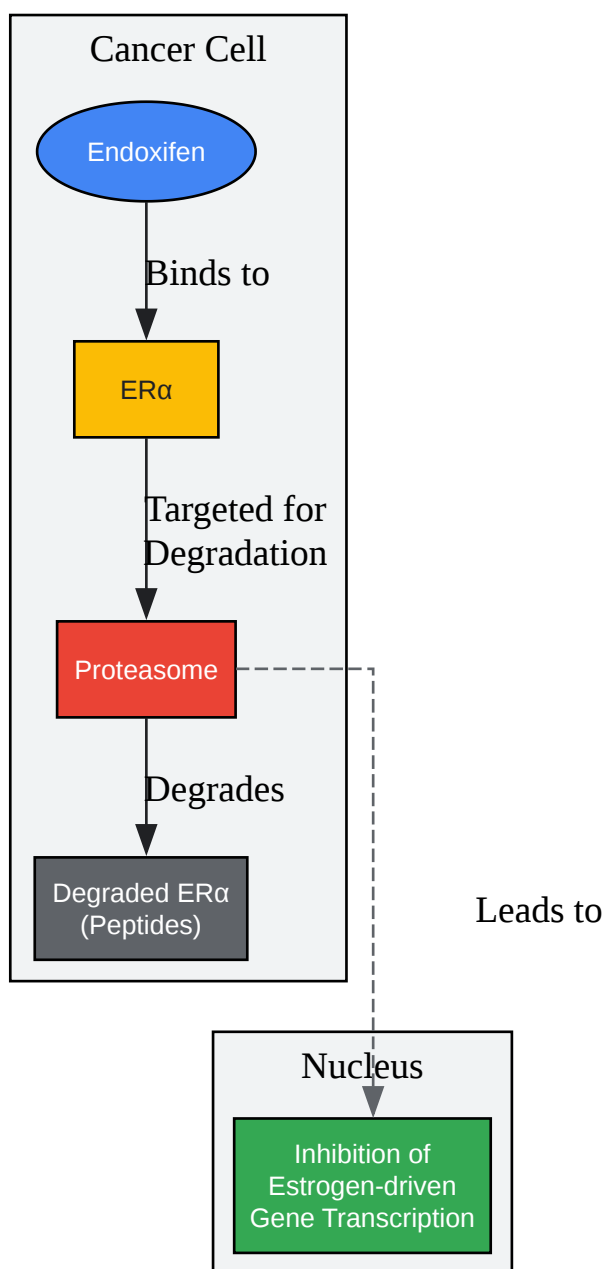 Cancer Cell
Endoxifen
Binds to
ERα
Targeted for
Degradation
Proteasome
Degrades
Degraded ERα
(Peptides)
Leads to
Nucleus
Inhibition of
Estrogen-driven
Gene Transcription